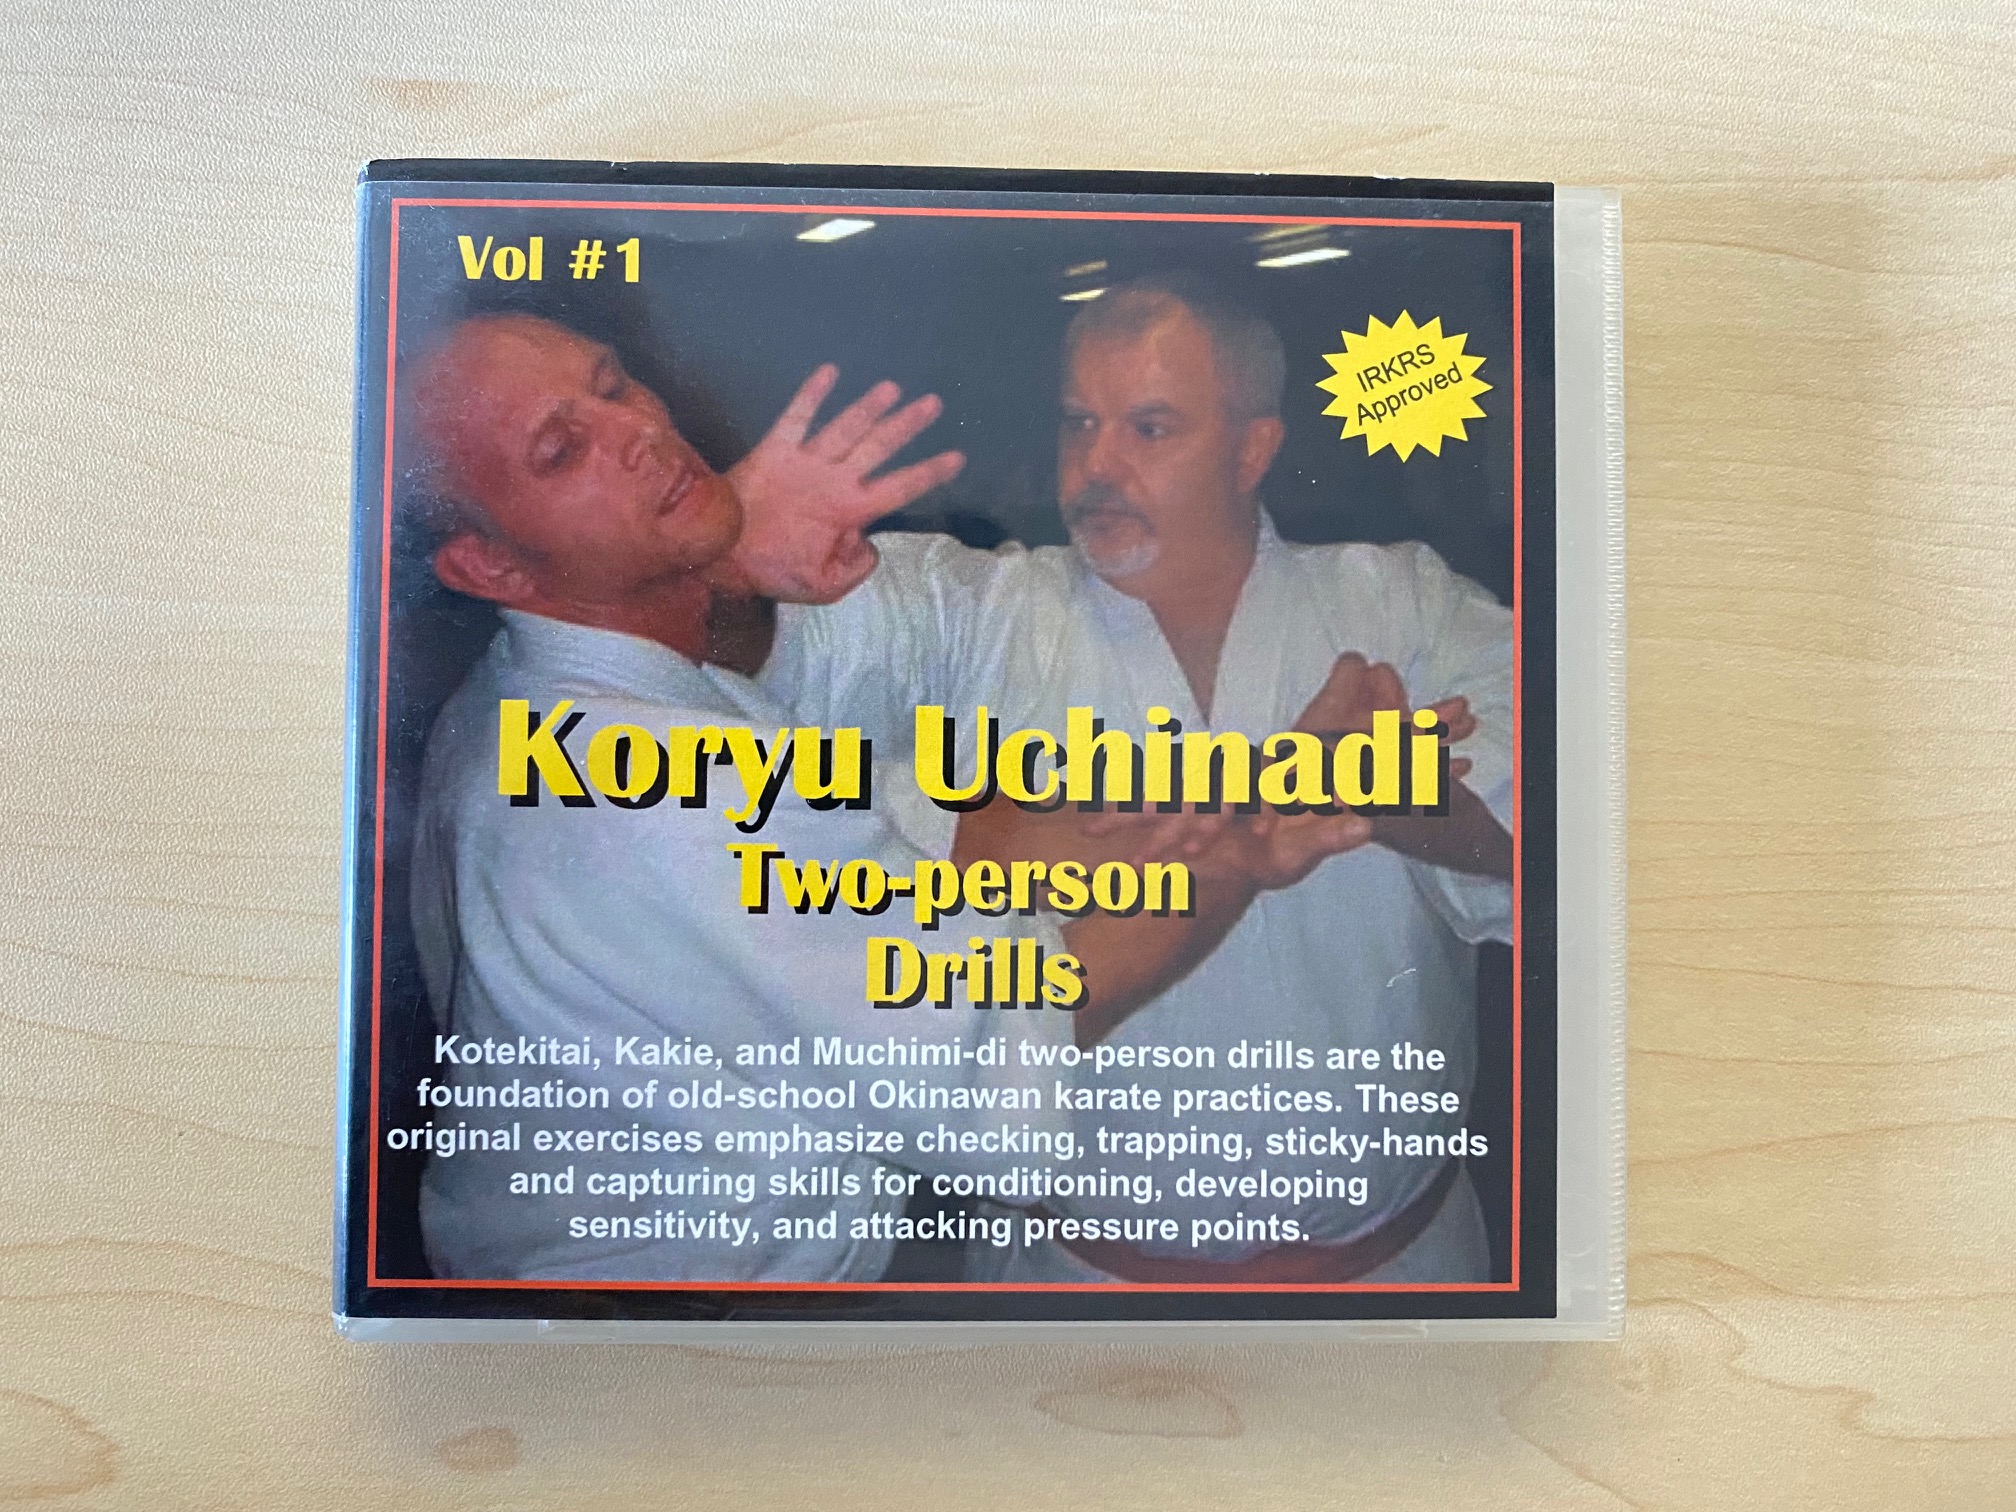 Vol #1
IRKRS
Approved
Koryu Uchinadi
Two-person
Drills
Kotekitai, Kakie, and Muchimi-di two-person drills are the
foundation of old-school Okinawan karate practices. These
original exercises emphasize checking, trapping, sticky-hands
and capturing skills for conditioning, developing
sensitivity, and attacking pressure points.